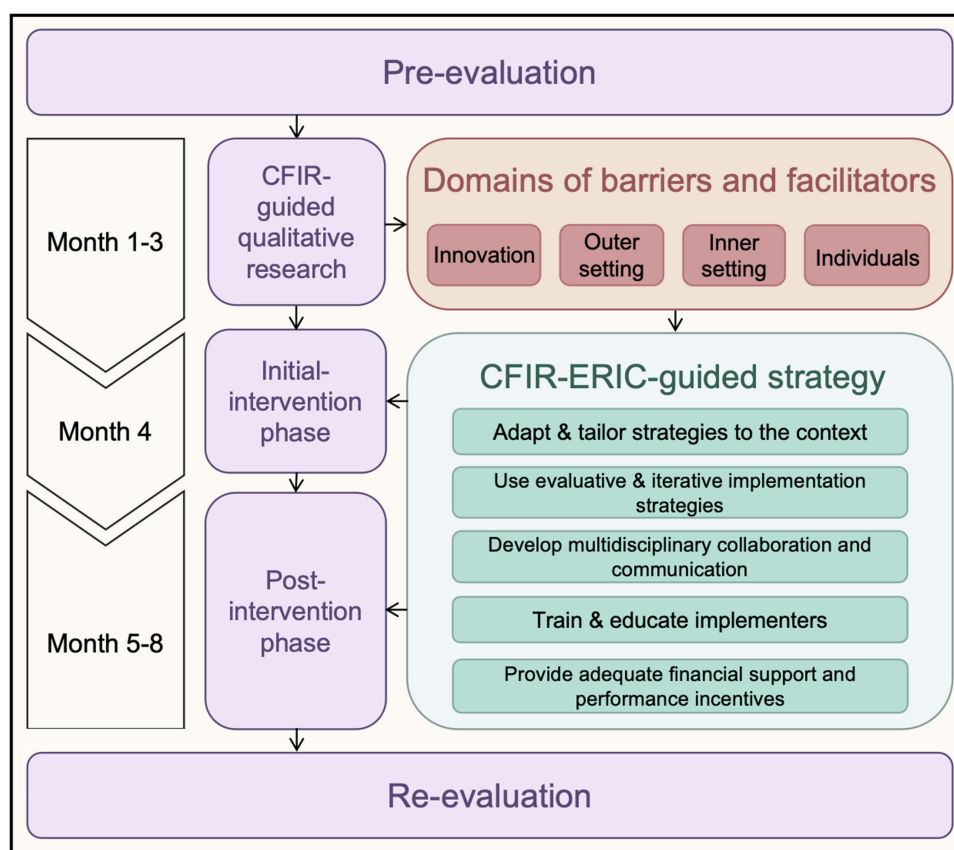 Pre-evaluation
Month 1-3
CFIR-
guided
qualitative
research
Domains of barriers and facilitators
Innovation
Outer
setting
Inner
setting
Individuals
Month 4
Initial-
intervention
phase
CFIR-ERIC-guided strategy
Adapt & tailor strategies to the context
Use evaluative & iterative implementation
strategies
Develop multidisciplinary collaboration and
communication
Train & educate implementers
Provide adequate financial support and
performance incentives
Month 5-8
Post-
intervention
phase
Re-evaluation